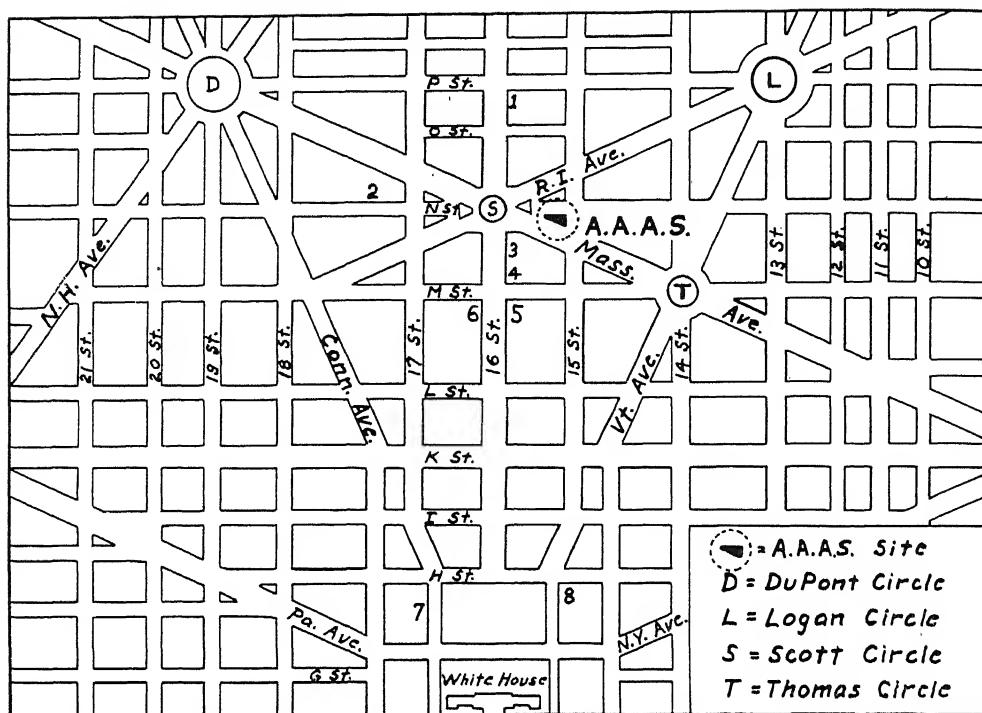 D
L
P St.
1
O St.
R.I. Ave.
2
N St.
S
A.A.A.S.
Mass.
3
4
13 St.
12 St.
11 St.
10 St.
N.H. Ave.
M St.
T
Ave.
6
5
21 St.
20 St.
19 St.
18 St.
Conn. Ave.
17 St.
16 St.
15 St.
Vt. Ave.
14 St.
L St.
K St.
I St.
H St.
7
8
Pa. Ave.
N.Y. Ave.
G St.
White House
= A.A.A.S. Site
D = DuPont Circle
L = Logan Circle
S = Scott Circle
T = Thomas Circle